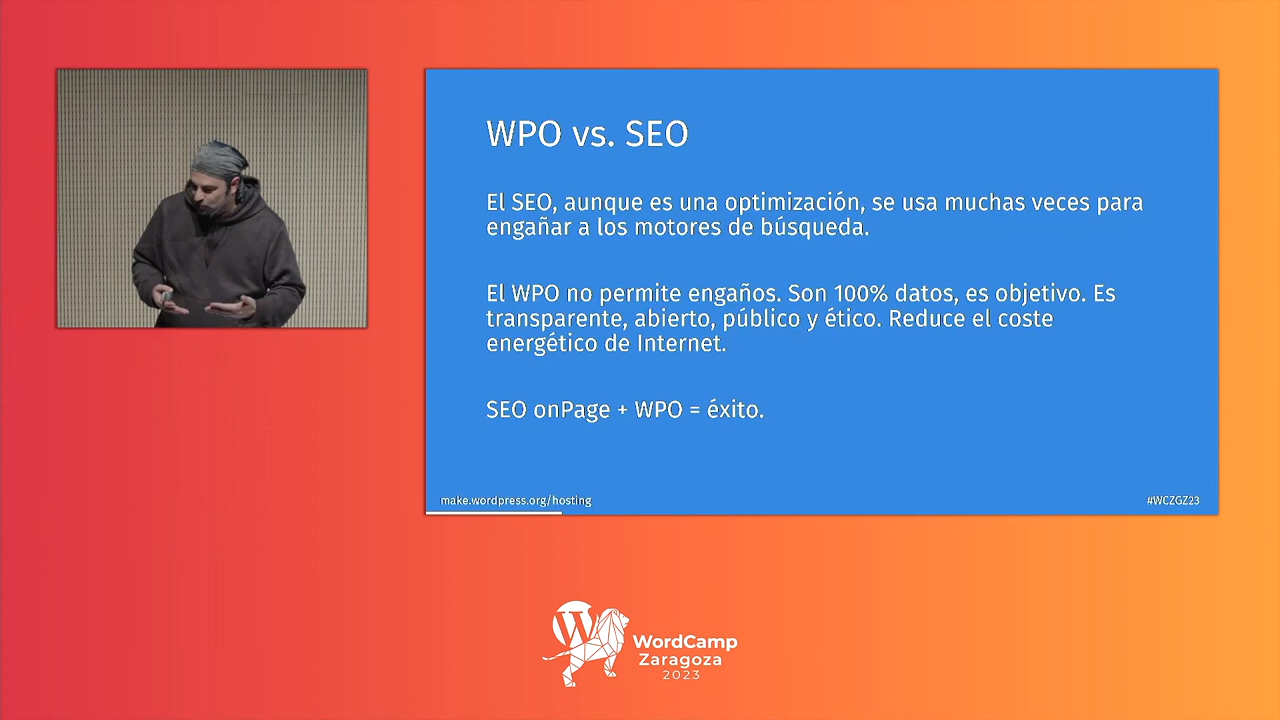 WPO vs. SEO
El SEO, aunque es una optimización, se usa muchas veces para
engañar a los motores de búsqueda.
El WPO no permite engaños. Son 100% datos, es objetivo. Es
transparente, abierto, público y ético. Reduce el coste
energético de Internet.
SEO onPage + WPO = éxito.
make.wordpress.org/hosting
#WCZGZ23
W
WordCamp
Zaragoza
2023